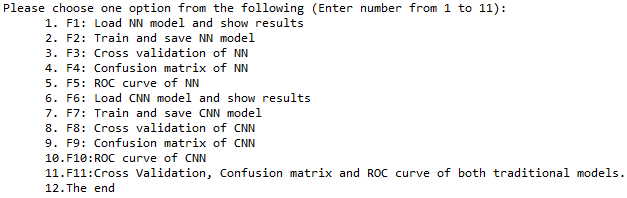 Please choose one option from the following (Enter number from 1 to 11):
1. F1: Load NN model and show results
2. F2: Train and save NN model
3. F3: Cross validation of NN
4. F4: Confusion matrix of NN
5. F5: ROC curve of NN
6. F6: Load CNN model and show results
7. F7: Train and save CNN model
8. F8: Cross validation of CNN
9. F9: Confusion matrix of CNN
10.F10:ROC curve of CNN
11.F11:Cross Validation, Confusion matrix and ROC curve of both traditional models.
12.The end